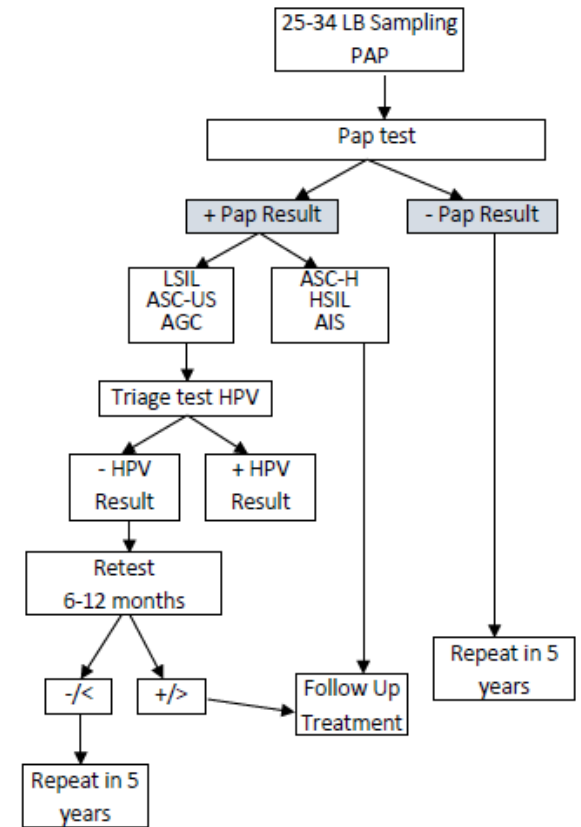 25-34 LB Sampling
PAP
Pap test
+ Pap Result
- Pap Result
LSIL
ASC-US
AGC
ASC-H
HSIL
AIS
Triage test HPV
- HPV
Result
+ HPV
Result
Retest
6-12 months
-/<
+/>
Follow Up
Treatment
Repeat in 5
years
Repeat in 5
years